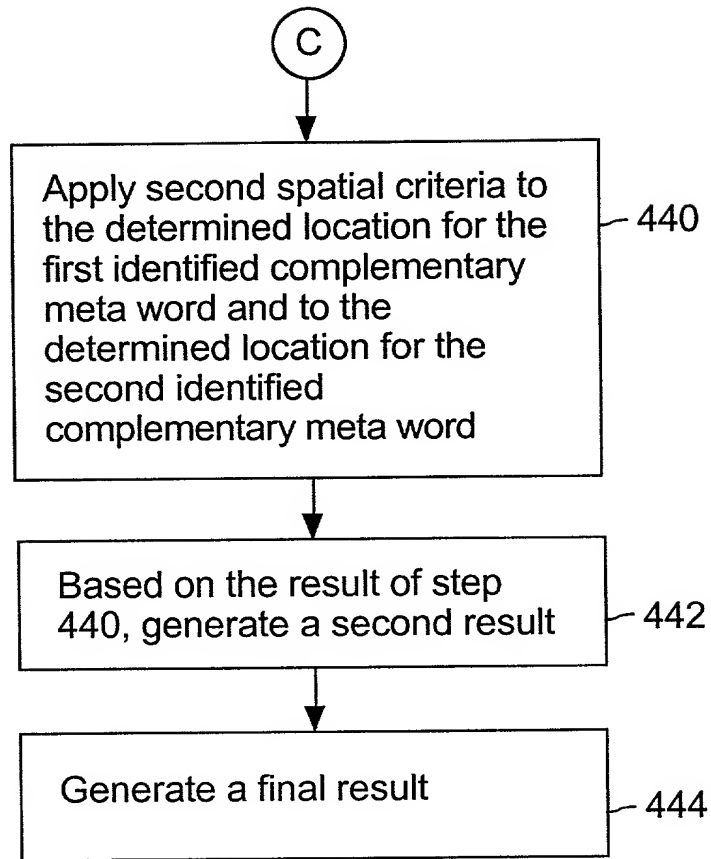 C
Apply second spatial criteria to
the determined location for the
first identified complementary
meta word and to the
determined location for the
second identified
complementary meta word
440
Based on the result of step
440, generate a second result
442
Generate a final result
444